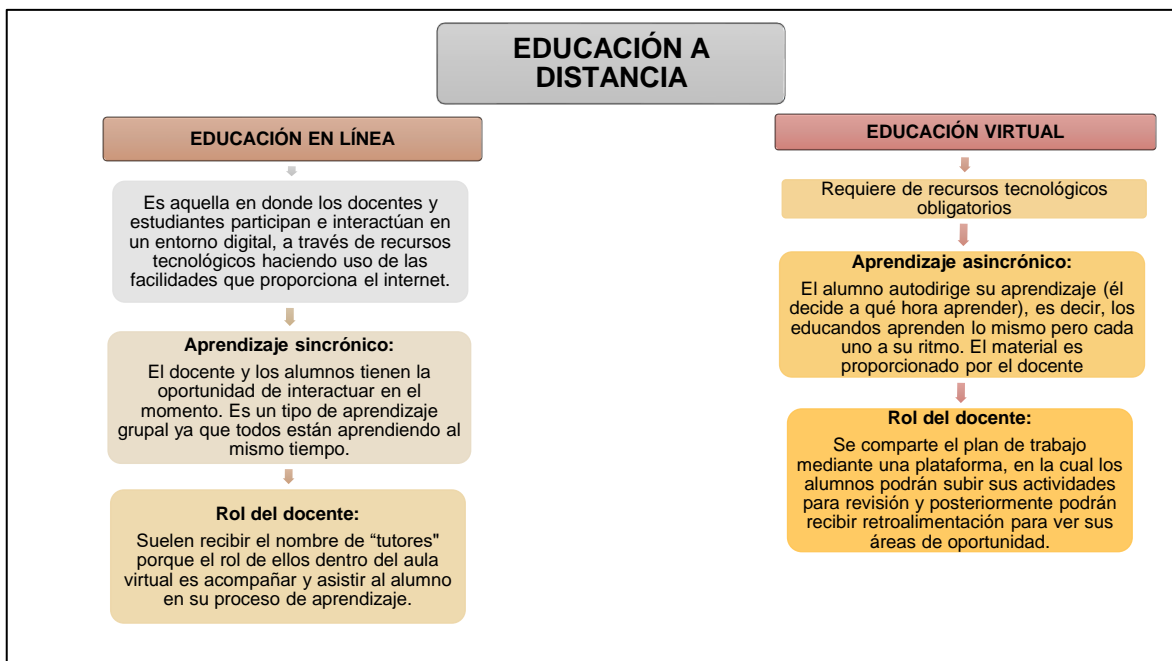 EDUCACIÓN A
DISTANCIA
EDUCACIÓN EN LÍNEA
Es aquella en donde los docentes y
estudiantes participan e interactúan en
un entorno digital, a través de recursos
tecnológicos haciendo uso de las
facilidades que proporciona el internet.
Aprendizaje sincrónico:
El docente y los alumnos tienen la
oportunidad de interactuar en el
momento. Es un tipo de aprendizaje
grupal ya que todos están aprendiendo al
mismo tiempo.
Rol del docente:
Suelen recibir el nombre de “tutores"
porque el rol de ellos dentro del aula
virtual es acompañar y asistir al alumno
en su proceso de aprendizaje.
EDUCACIÓN VIRTUAL
Requiere de recursos tecnológicos
obligatorios
Aprendizaje asincrónico:
El alumno autodirige su aprendizaje (él
decide a qué hora aprender), es decir, los
educandos aprenden lo mismo pero cada
uno a su ritmo. El material es
proporcionado por el docente
Rol del docente:
Se comparte el plan de trabajo
mediante una plataforma, en la cual los
alumnos podrán subir sus actividades
para revisión y posteriormente podrán
recibir retroalimentación para ver sus
áreas de oportunidad.